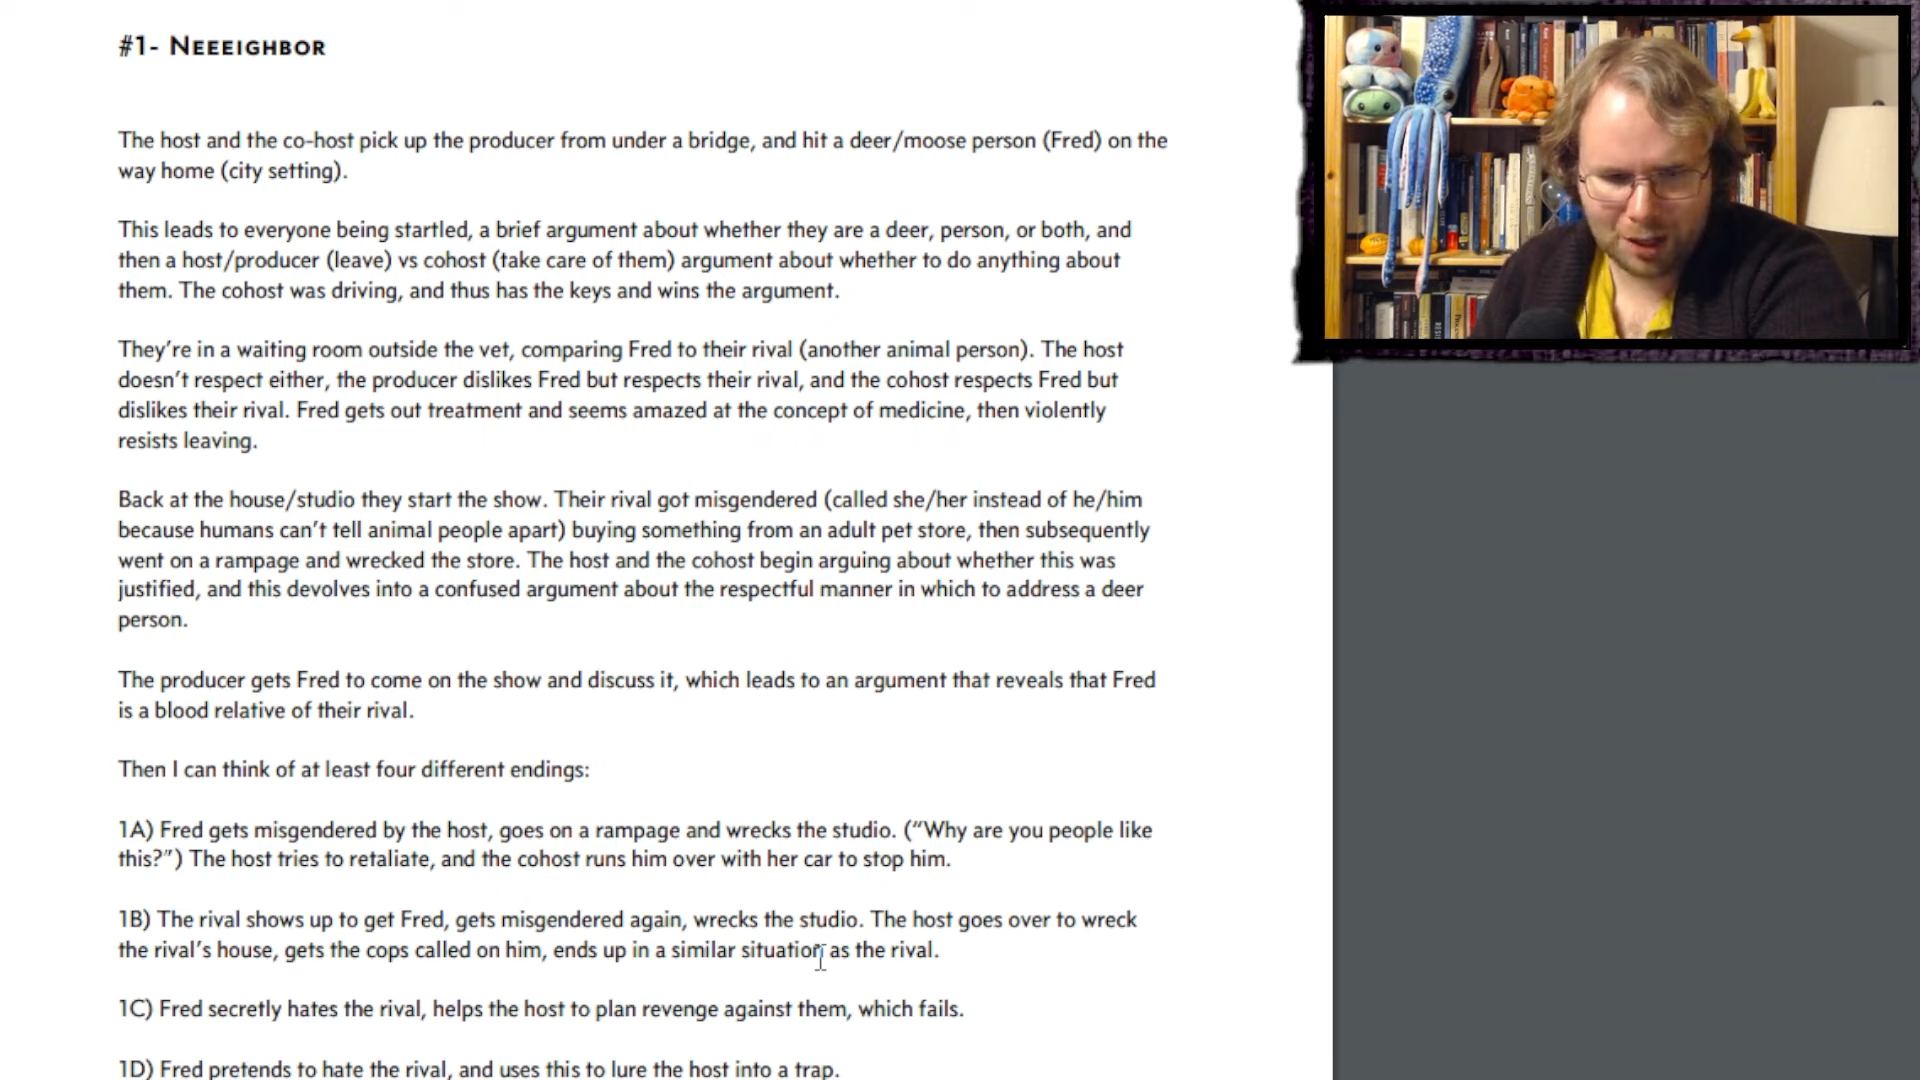 #1- Neeeighbor
The host and the co-host pick up the producer from under a bridge, and hit a deer/moose person (Fred) on the
way home (city setting).
This leads to everyone being startled, a brief argument about whether they are a deer, person, or both, and
then a host/producer (leave) vs cohost (take care of them) argument about whether to do anything about
them. The cohost was driving, and thus has the keys and wins the argument.
They’re in a waiting room outside the vet, comparing Fred to their rival (another animal person). The host
doesn’t respect either, the producer dislikes Fred but respects their rival, and the cohost respects Fred but
dislikes their rival. Fred gets out treatment and seems amazed at the concept of medicine, then violently
resists leaving.
Back at the house/studio they start the show. Their rival got misgendered (called she/her instead of he/him
because humans can’t tell animal people apart) buying something from an adult pet store, then subsequently
went on a rampage and wrecked the store. The host and the cohost begin arguing about whether this was
justified, and this devolves into a confused argument about the respectful manner in which to address a deer
person.
The producer gets Fred to come on the show and discuss it, which leads to an argument that reveals that Fred
is a blood relative of their rival.
Then I can think of at least four different endings:
1A) Fred gets misgendered by the host, goes on a rampage and wrecks the studio. (“Why are you people like
this?”) The host tries to retaliate, and the cohost runs him over with her car to stop him.
1B) The rival shows up to get Fred, gets misgendered again, wrecks the studio. The host goes over to wreck
the rival’s house, gets the cops called on him, ends up in a similar situation as the rival.
1C) Fred secretly hates the rival, helps the host to plan revenge against them, which fails.
1D) Fred pretends to hate the rival, and uses this to lure the host into a trap.